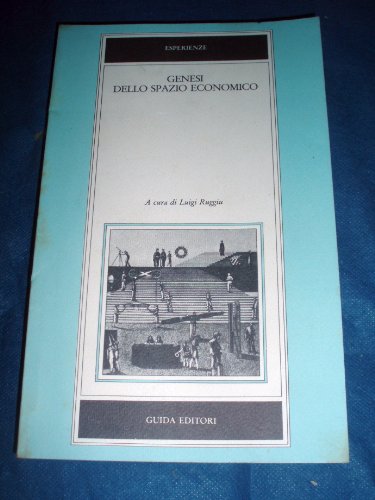 ESPERIENZE
GENESI
DELLO SPAZIO ECONOMICO
A cura di Luigi Ruggiu
GUIDA EDITORI